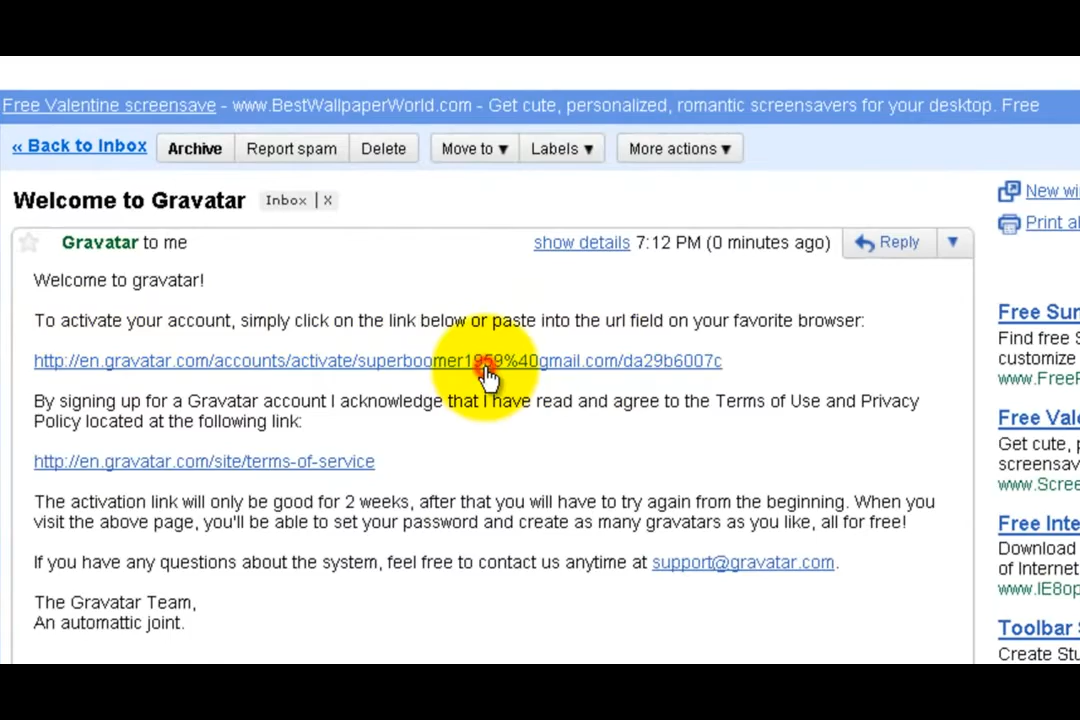 Free Valentine screensave - www.BestWallpaperWorld.com - Get cute, personalized, romantic screensavers for your desktop. Free
« Back to Inbox Archive Report spam Delete Move to ▼ Labels ▼ More actions ▼
Welcome to Gravatar Inbox | X
New wi
Print al
Gravatar to me show details 7:12 PM (0 minutes ago) Reply ▼
Welcome to gravatar!
To activate your account, simply click on the link below or paste into the url field on your favorite browser:
http://en.gravatar.com/accounts/activate/superboomer1959%40gmail.com/da29b6007c
By signing up for a Gravatar account I acknowledge that I have read and agree to the Terms of Use and Privacy
Policy located at the following link:
http://en.gravatar.com/site/terms-of-service
The activation link will only be good for 2 weeks, after that you will have to try again from the beginning. When you
visit the above page, you'll be able to set your password and create as many gravatars as you like, all for free!
If you have any questions about the system, feel free to contact us anytime at support@gravatar.com.
The Gravatar Team,
An automattic joint.
Free Sur
Find free S
customize
www.FreeP
Free Val
Get cute, p
screensav
www.Scree
Free Inte
Download
of Internet
www.IE8op
Toolbar S
Create Stu